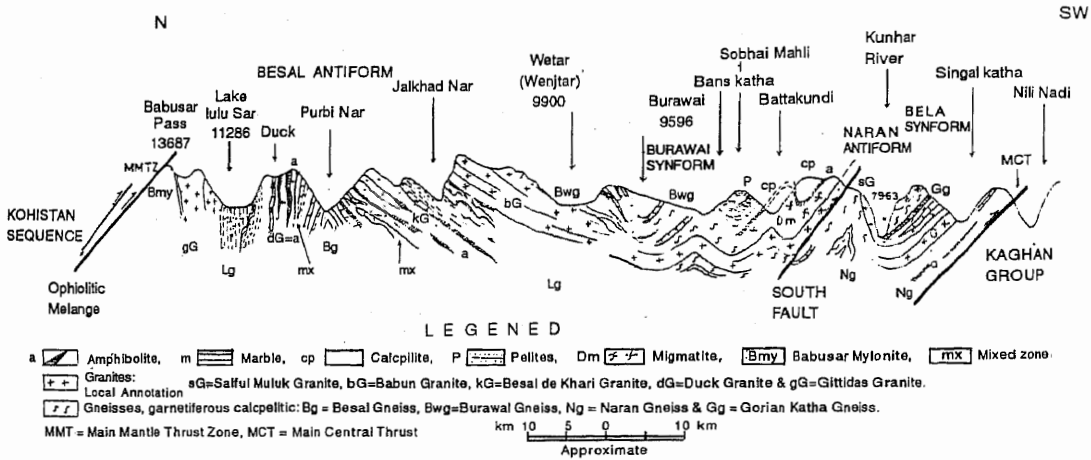 N
SW
BESAL ANTIFORM
Babusar
Pass
13687
Lake
lulu Sar
11286
Duck
Purbi Nar
Jalkhad Nar
Wetar
(Wenjtar)
9900
Burawai
9596
BURAWAI
SYNFORM
Bans katha
Sobhai Mahli
Battakundi
NARAN
ANTIFORM
Kunhar
River
BELA
SYNFORM
Singal katha
Nili Nadi
MMTZ
Bmy
a
kG
bG
Bwg
Bwg
P
cp
cp
a
sG
7963
Gg
MCT
KOHISTAN
SEQUENCE
gG
dG=a
Bg
Dm
G
G
Lg
mx
mx
a
Lg
Ng
Ng
KAGHAN
GROUP
Ophiolitic
Melange
SOUTH
FAULT
LEGENED
a Amphibolite, m Marble, cp Calcpilite, P Pelites, Dm Migmatite, Bmy Babusar Mylonite, mx Mixed zone
++ Granites:
Local Annotation sG=Saiful Muluk Granite, bG=Babun Granite, kG=Besal de Khari Granite, dG=Duck Granite & gG=Gittidas Granite.
Gneisses, garnetiferous calcpelitic: Bg = Besal Gneiss, Bwg=Burawal Gneiss, Ng = Naran Gneiss & Gg = Gorian Katha Gneiss.
MMT = Main Mantle Thrust Zone, MCT = Main Central Thrust
km 10 5 0 10 km
Approximate